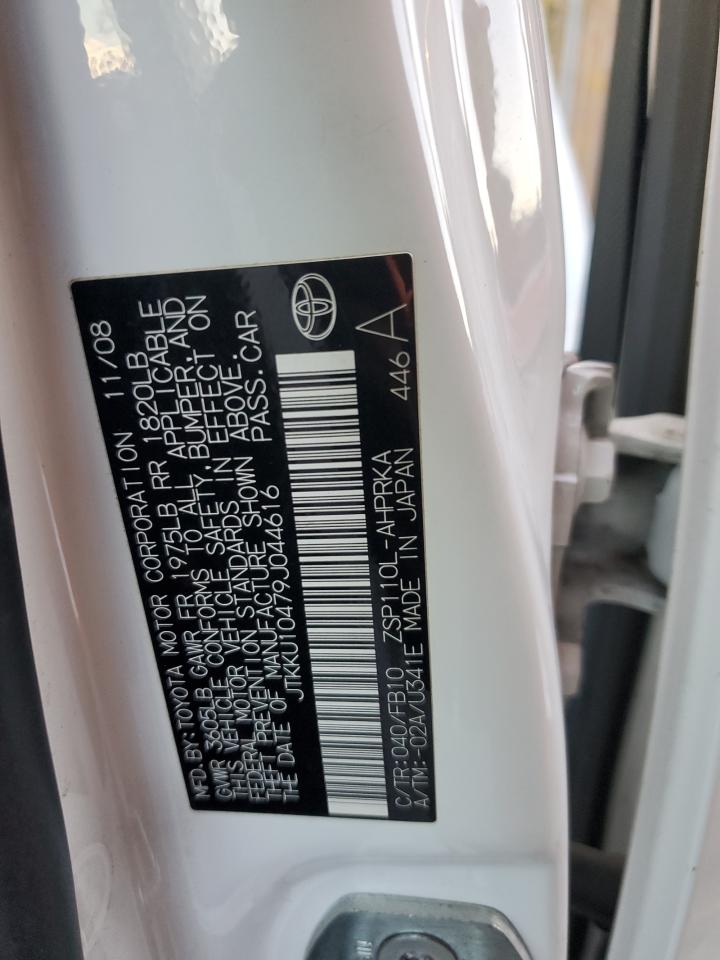 MFD BY: TOYOTA MOTOR CORPORATION 11/08
GVWR 3605LB GAWR FR 1975LB RR 1820LB
THIS VEHICLE CONFORMS TO ALL APPLICABLE
FEDERAL MOTOR VEHICLE SAFETY, BUMPER, AND
THEFT PREVENTION STANDARDS IN EFFECT ON
THE DATE OF MANUFACTURE SHOWN ABOVE.
JTKKU10479J044616 PASS. CAR
C/TR:040/FB10 ZSP110L-AHPRKA
A/TM:-02A/U341E MADE IN JAPAN 446 A